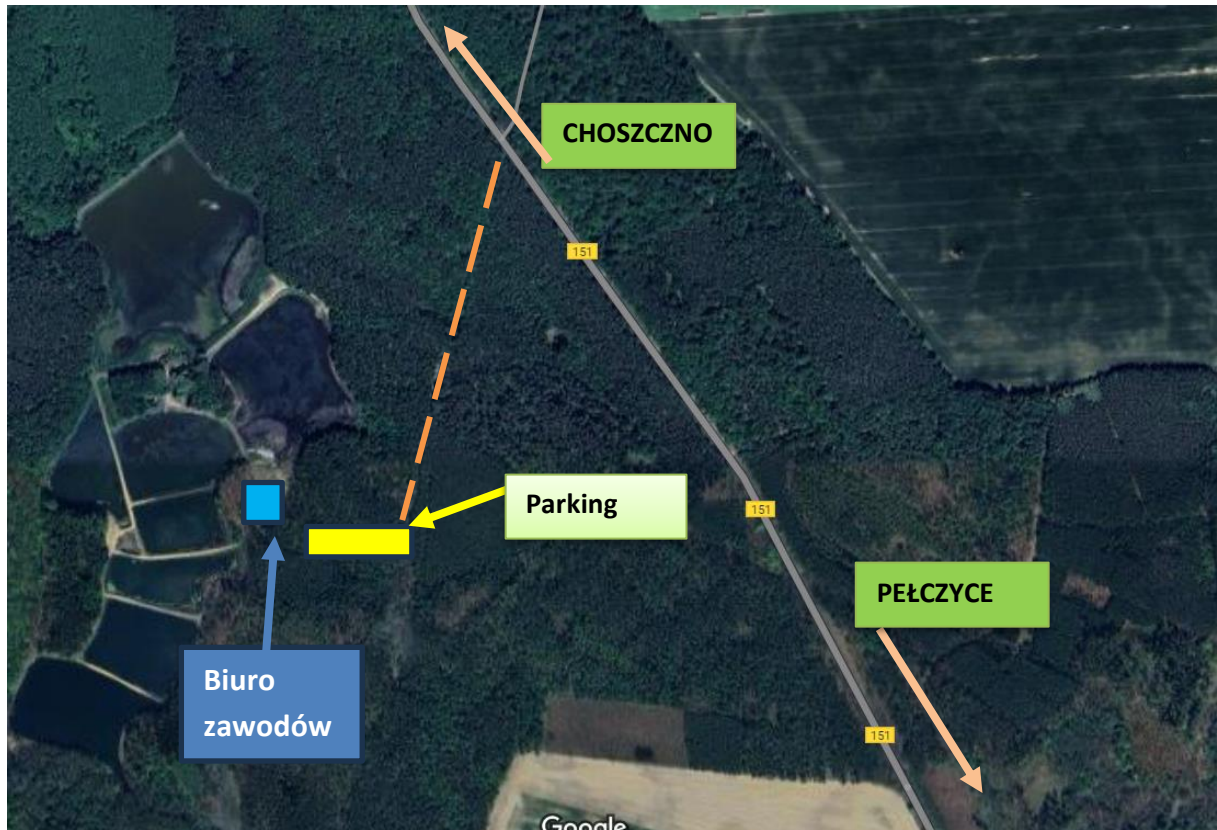 CHOSZCZNO
151
Parking
151
PEŁCZYCE
Biuro
zawodów
151
Google